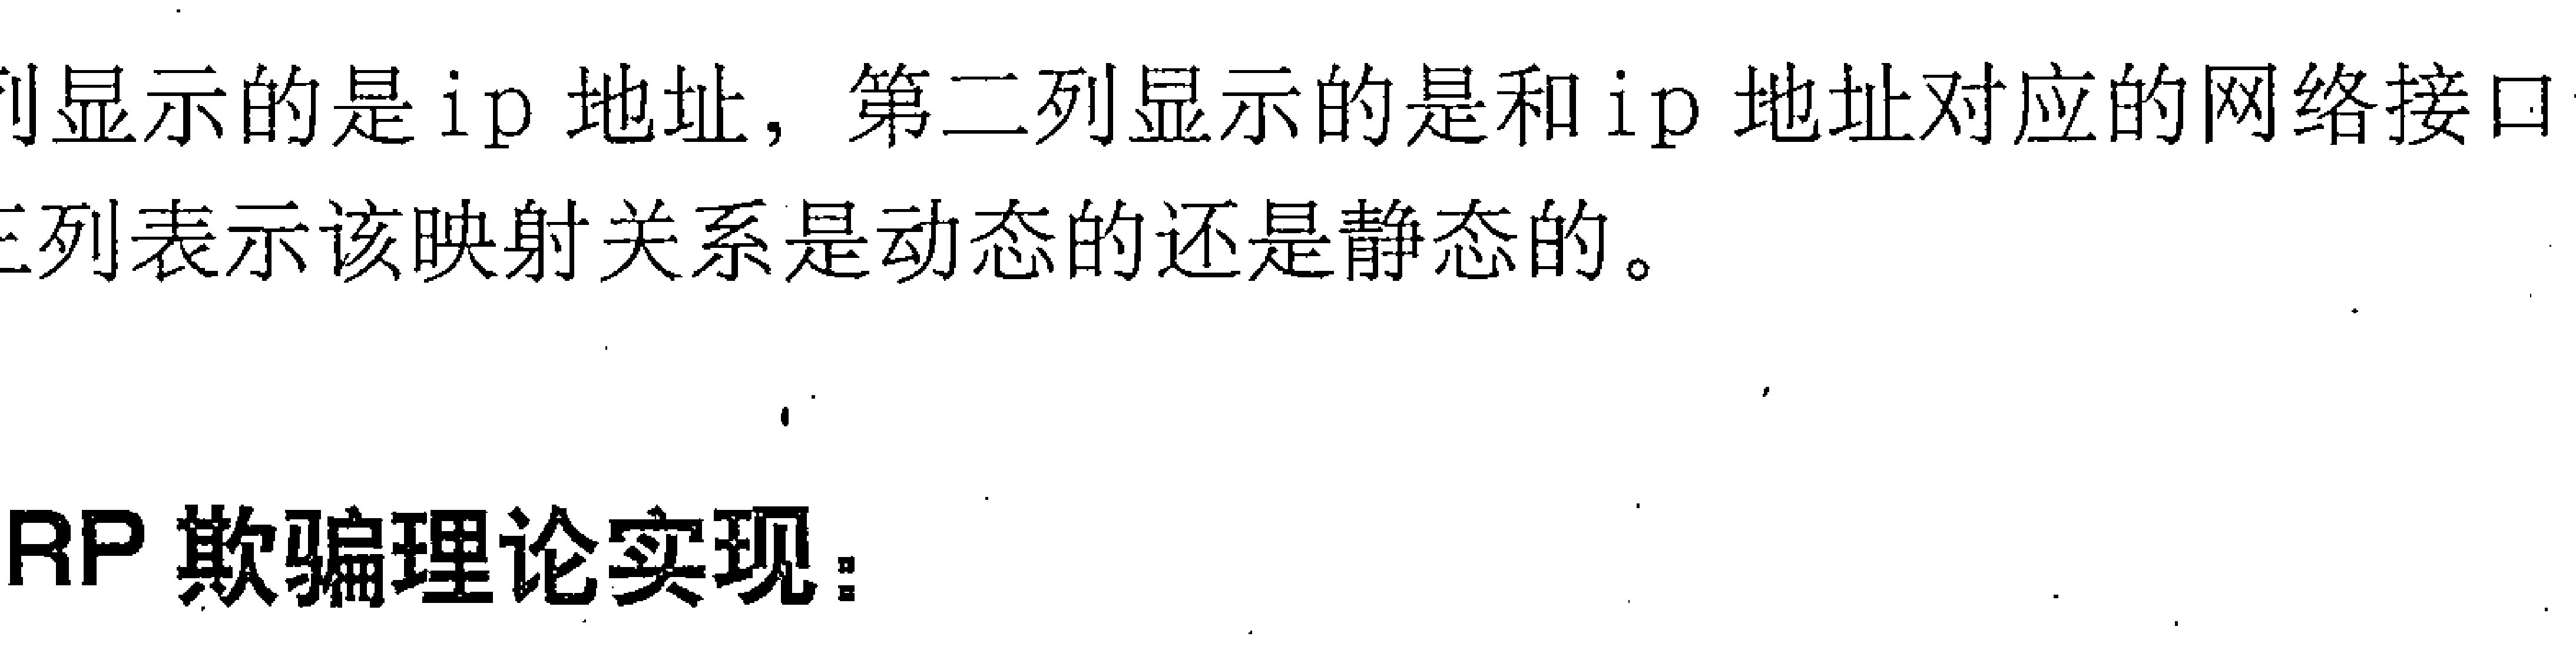 列显示的是ip 地址，第二列显示的是和ip 地址对应的网络接口
三列表示该映射关系是动态的还是静态的。
RP 欺骗理论实现：